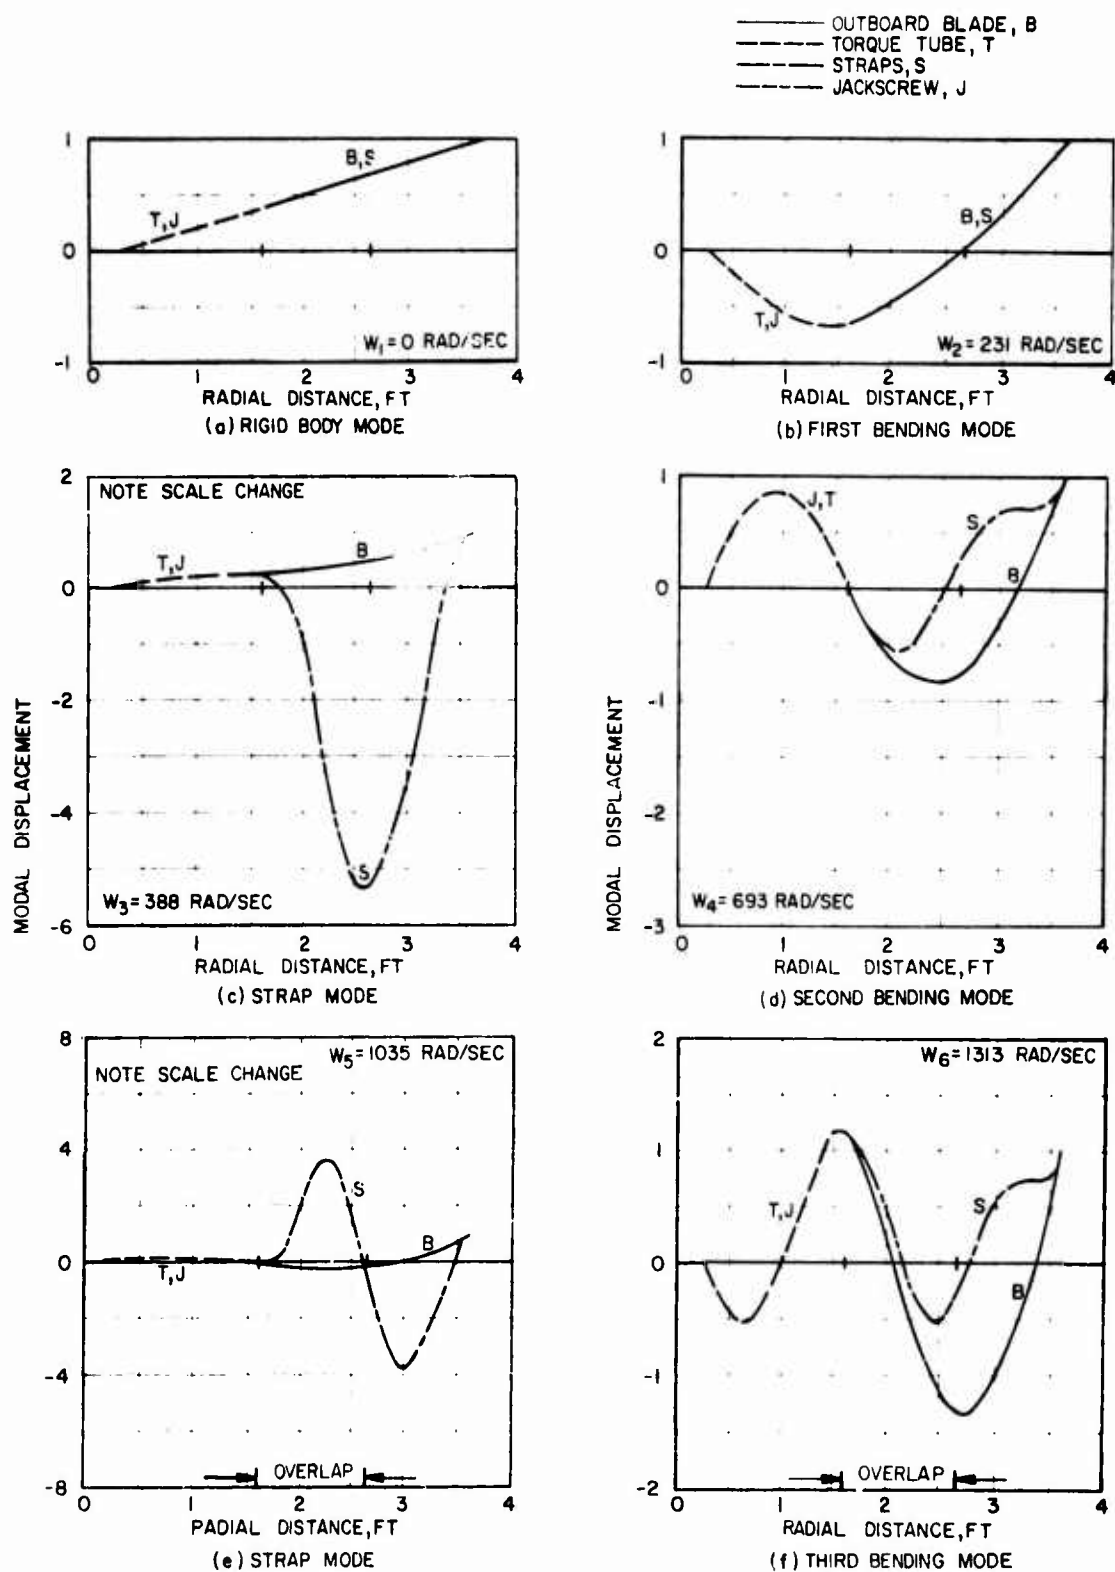 OUTBOARD BLADE, B
TORQUE TUBE, T
STRAPS, S
JACKSCREW, J
1
0
-1
B,S
T,J
W1=0 RAD/SEC
0 1 2 3 4
RADIAL DISTANCE, FT
(a) RIGID BODY MODE
1
0
-1
B,S
T,J
W2=231 RAD/SEC
0 1 2 3 4
RADIAL DISTANCE, FT
(b) FIRST BENDING MODE
MODAL DISPLACEMENT
2
0
-2
-4
-6
NOTE SCALE CHANGE
B
T,J
S
W3=388 RAD/SEC
0 1 2 3 4
RADIAL DISTANCE, FT
(c) STRAP MODE
MODAL DISPLACEMENT
1
0
-1
-2
-3
J,T
S
B
W4=693 RAD/SEC
0 1 2 3 4
RADIAL DISTANCE, FT
(d) SECOND BENDING MODE
8
4
0
-4
-8
W5=1035 RAD/SEC
NOTE SCALE CHANGE
S
B
T,J
OVERLAP
0 1 2 3 4
PADIAL DISTANCE, FT
(e) STRAP MODE
2
1
0
-1
-2
W6=1313 RAD/SEC
T,J
S
B
OVERLAP
0 1 2 3 4
RADIAL DISTANCE, FT
(f) THIRD BENDING MODE